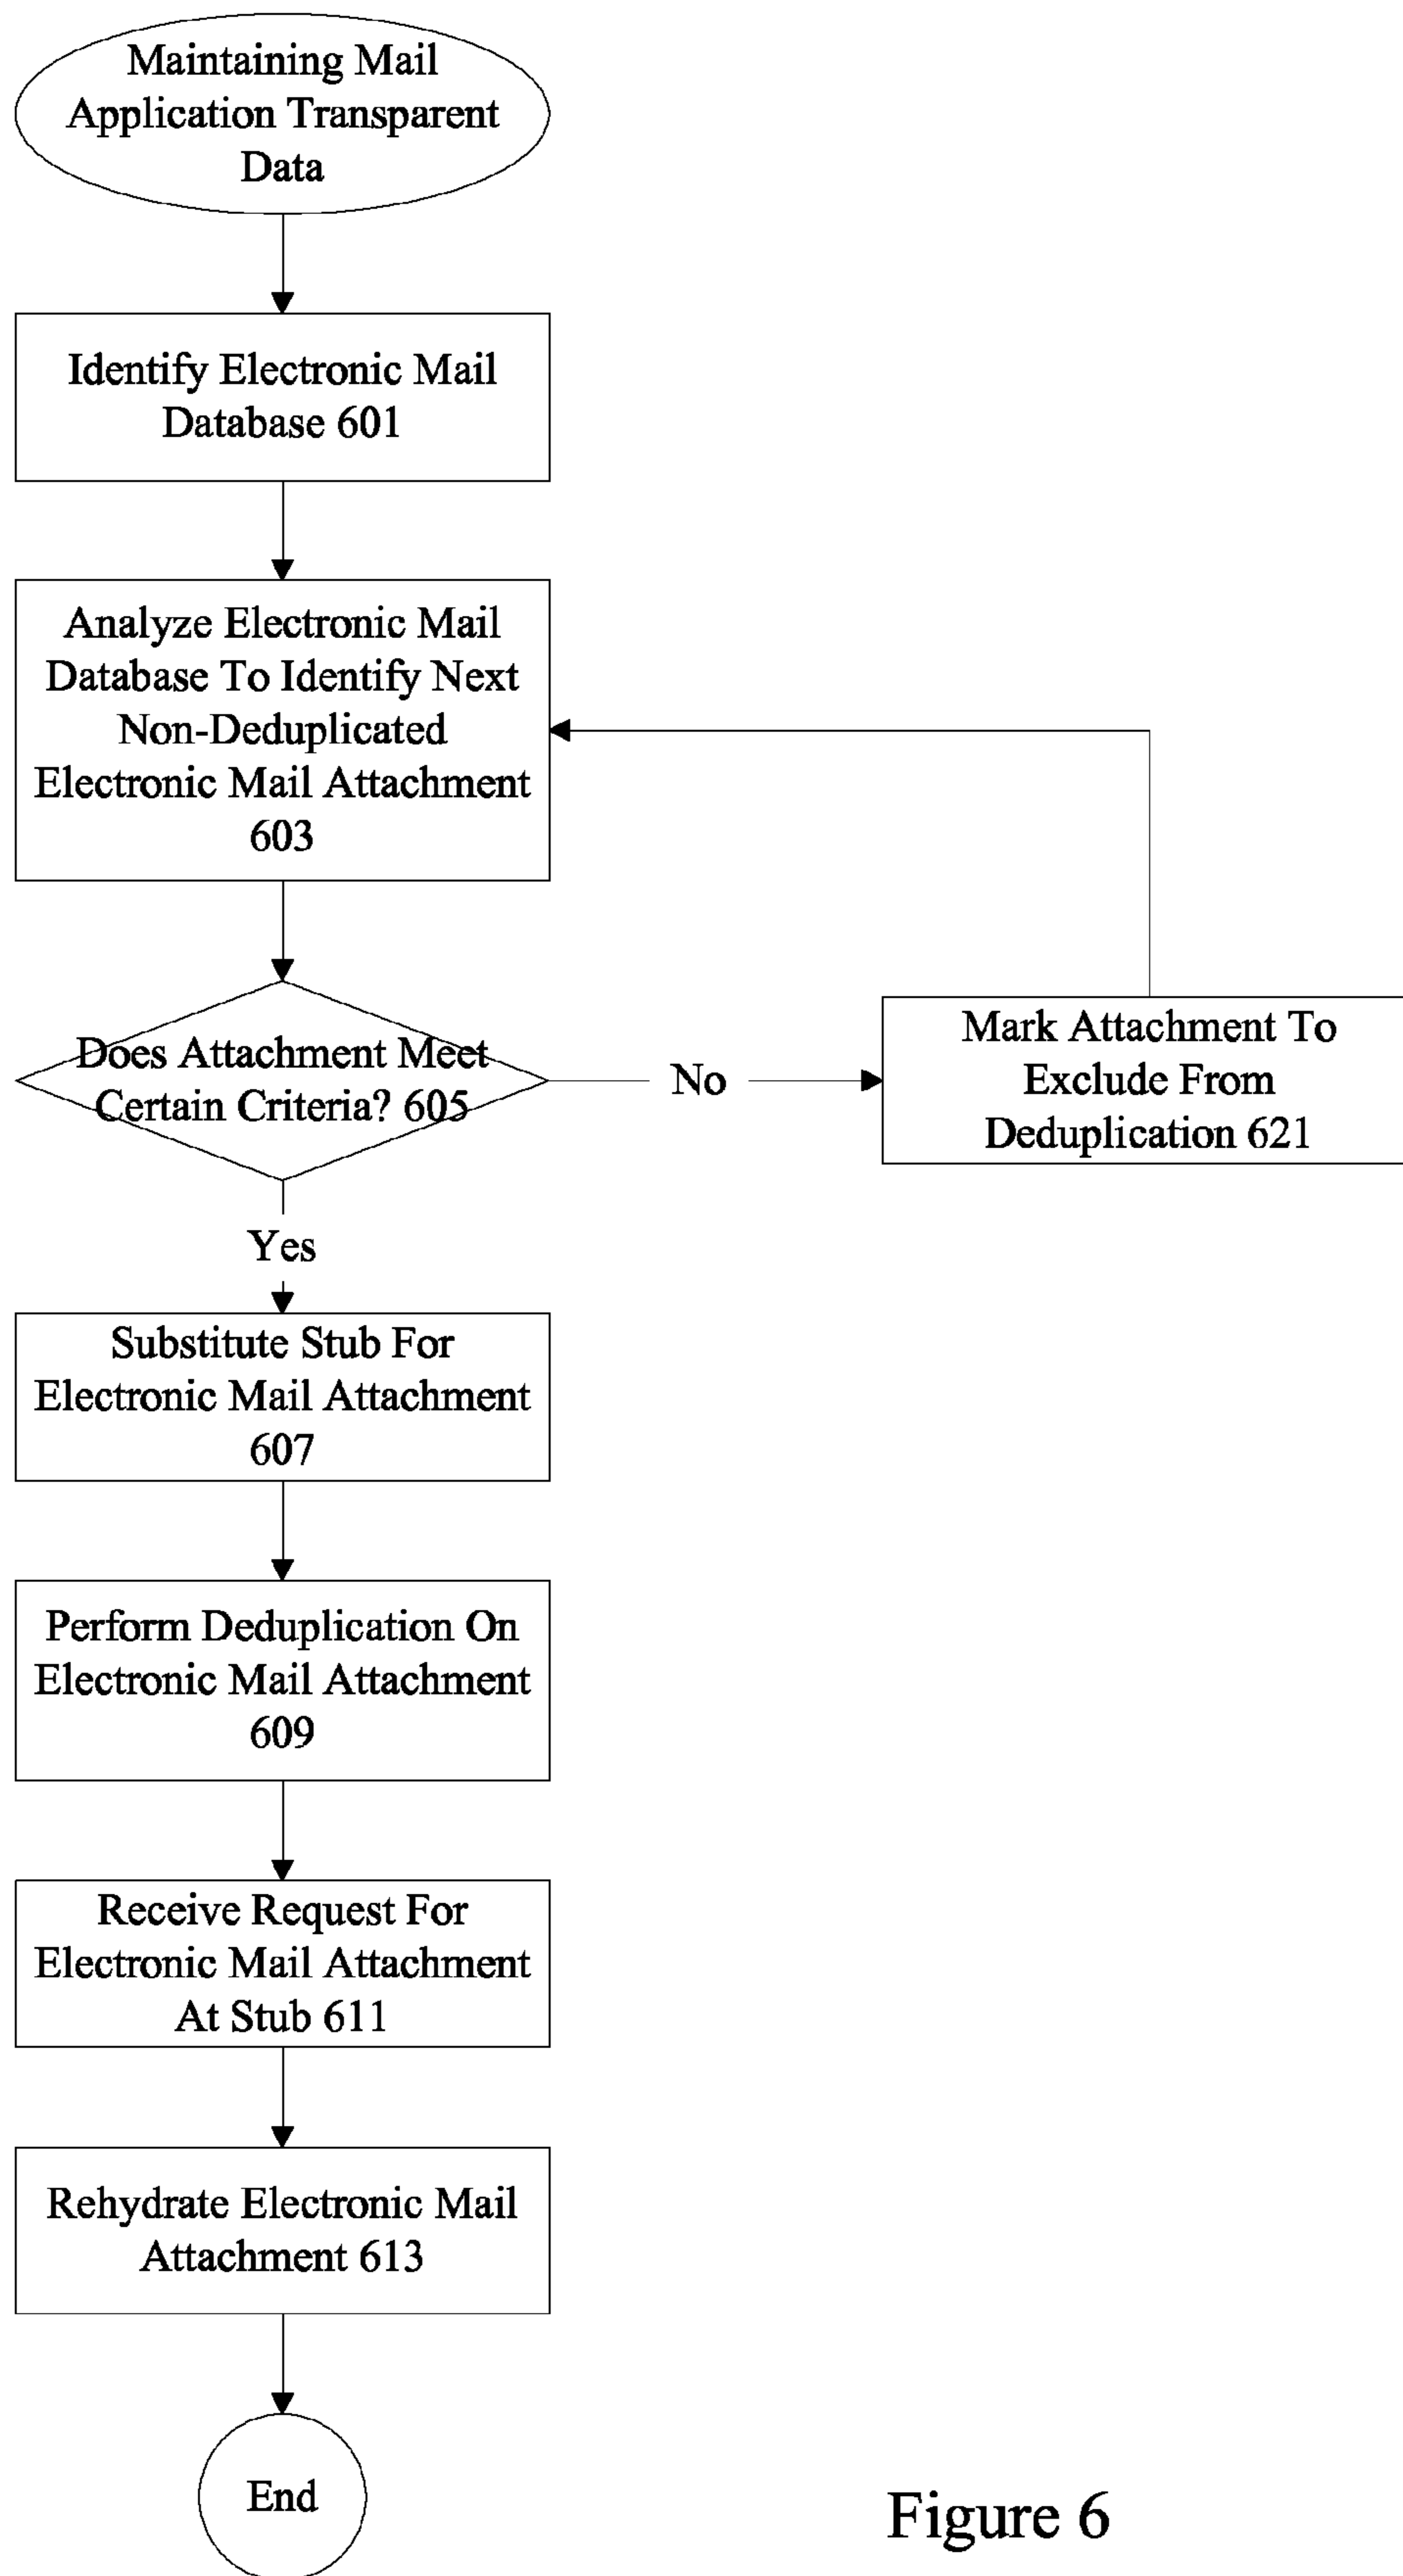 Maintaining Mail
Application Transparent
Data
Identify Electronic Mail
Database 601
Analyze Electronic Mail
Database To Identify Next
Non-Deduplicated
Electronic Mail Attachment
603
Does Attachment Meet
Certain Criteria? 605
No
Mark Attachment To
Exclude From
Deduplication 621
Yes
Substitute Stub For
Electronic Mail Attachment
607
Perform Deduplication On
Electronic Mail Attachment
609
Receive Request For
Electronic Mail Attachment
At Stub 611
Rehydrate Electronic Mail
Attachment 613
End
Figure 6